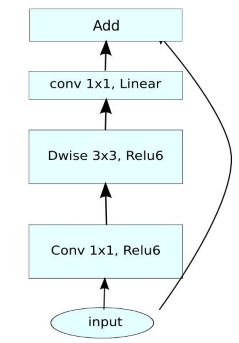 Add
conv 1x1, Linear
Dwise 3x3, Relu6
Conv 1x1, Relu6
input